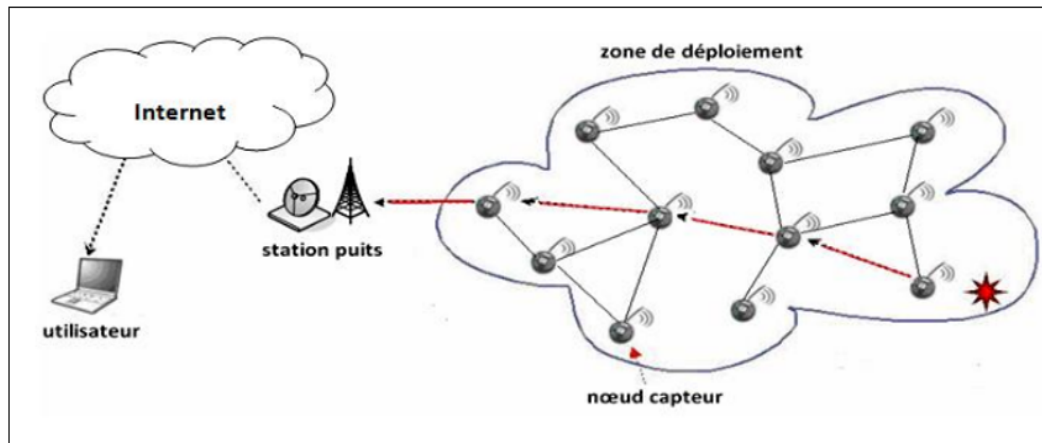 zone de déploiement
Internet
station puits
utilisateur
nœud capteur